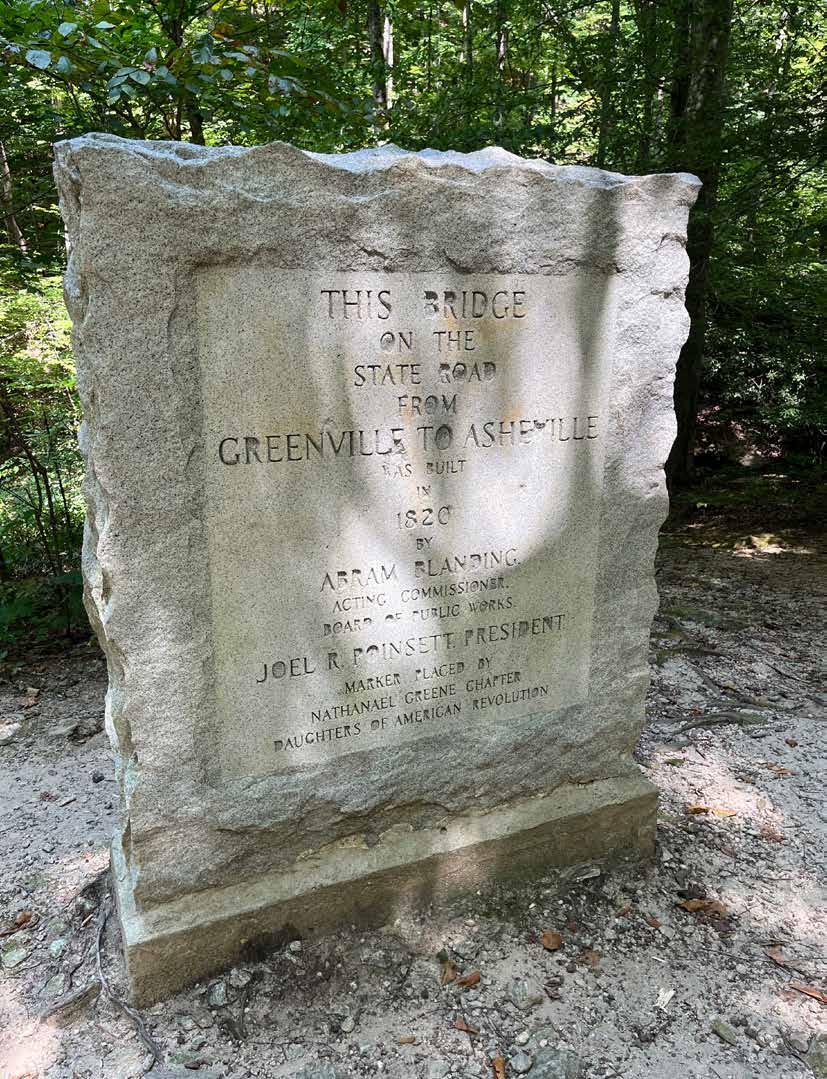 THIS BRIDGE
ON THE
STATE ROAD
FROM
GREENVILLE TO ASHEVILLE
WAS BUILT
IN
1820
BY
ABRAM BLANDING,
ACTING COMMISSIONER,
BOARD OF PUBLIC WORKS.
JOEL R. POINSETT, PRESIDENT
MARKER PLACED BY
NATHANAEL GREENE CHAPTER
DAUGHTERS OF AMERICAN REVOLUTION